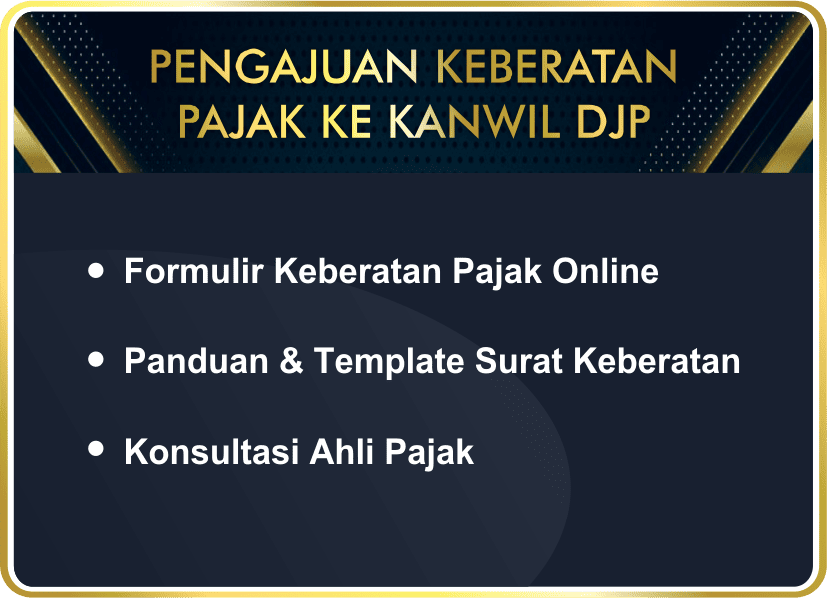 PENGAJUAN KEBERATAN
PAJAK KE KANWIL DJP
• Formulir Keberatan Pajak Online
• Panduan & Template Surat Keberatan
• Konsultasi Ahli Pajak